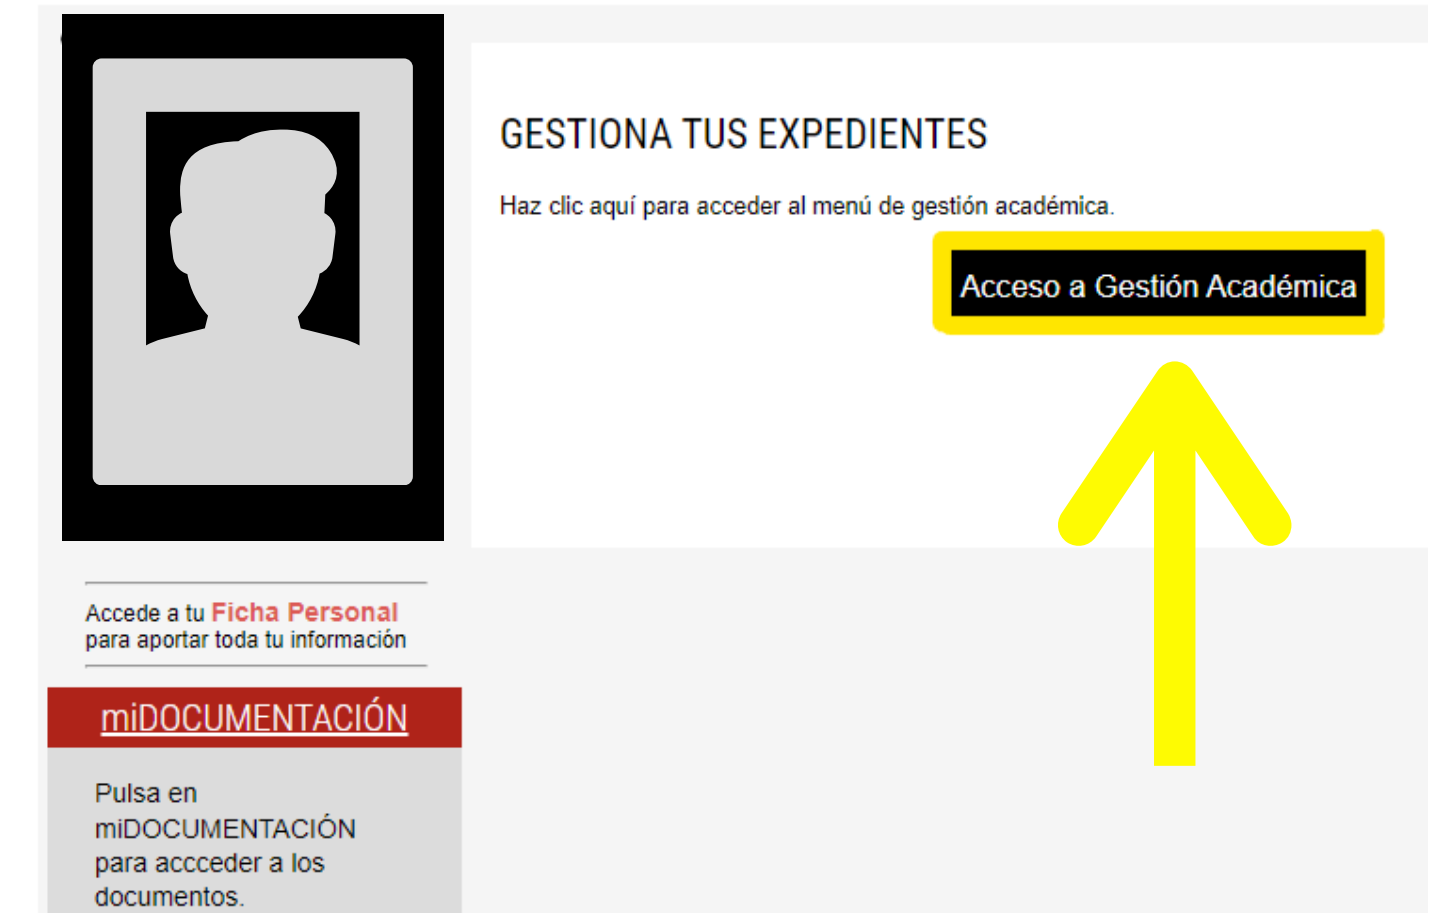 GESTIONA TUS EXPEDIENTES
Haz clic aquí para acceder al menú de gestión académica.
Acceso a Gestión Académica
Accede a tu Ficha Personal
para aportar toda tu información
miDOCUMENTACIÓN
Pulsa en
miDOCUMENTACIÓN
para accceder a los
documentos.